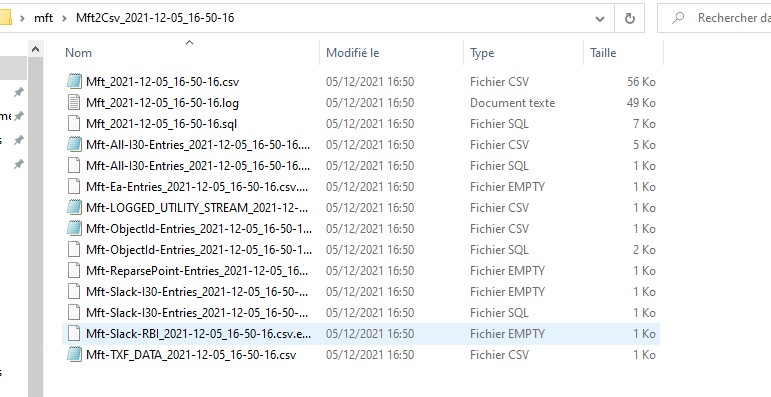 mft > Mft2Csv_2021-12-05_16-50-16 Rechercher da
Nom Modifié le Type Taille
Mft_2021-12-05_16-50-16.csv 05/12/2021 16:50 Fichier CSV 56 Ko
Mft_2021-12-05_16-50-16.log 05/12/2021 16:50 Document texte 49 Ko
Mft_2021-12-05_16-50-16.sql 05/12/2021 16:50 Fichier SQL 7 Ko
Mft-All-I30-Entries_2021-12-05_16-50-16.... 05/12/2021 16:50 Fichier CSV 5 Ko
Mft-All-I30-Entries_2021-12-05_16-50-16.... 05/12/2021 16:50 Fichier SQL 1 Ko
Mft-Ea-Entries_2021-12-05_16-50-16.csv.... 05/12/2021 16:50 Fichier EMPTY 1 Ko
Mft-LOGGED_UTILITY_STREAM_2021-12-... 05/12/2021 16:50 Fichier CSV 1 Ko
Mft-ObjectId-Entries_2021-12-05_16-50-1... 05/12/2021 16:50 Fichier CSV 1 Ko
Mft-ObjectId-Entries_2021-12-05_16-50-1... 05/12/2021 16:50 Fichier SQL 2 Ko
Mft-ReparsePoint-Entries_2021-12-05_16... 05/12/2021 16:50 Fichier EMPTY 1 Ko
Mft-Slack-I30-Entries_2021-12-05_16-50-... 05/12/2021 16:50 Fichier EMPTY 1 Ko
Mft-Slack-I30-Entries_2021-12-05_16-50-... 05/12/2021 16:50 Fichier SQL 1 Ko
Mft-Slack-RBI_2021-12-05_16-50-16.csv.e... 05/12/2021 16:50 Fichier EMPTY 1 Ko
Mft-TXF_DATA_2021-12-05_16-50-16.csv 05/12/2021 16:50 Fichier CSV 1 Ko